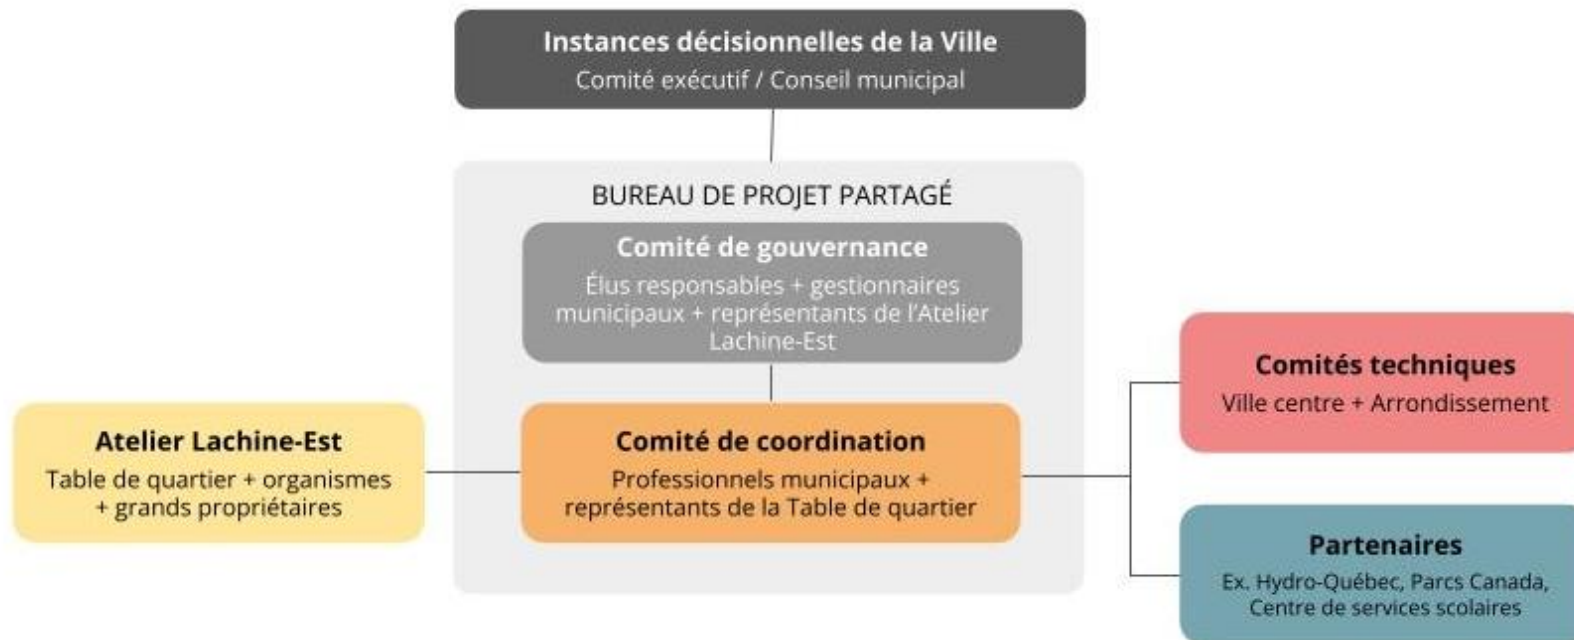 Instances décisionnelles de la Ville
Comité exécutif / Conseil municipal
BUREAU DE PROJET PARTAGÉ
Comité de gouvernance
Élus responsables + gestionnaires
municipaux + représentants de l'Atelier
Lachine-Est
Atelier Lachine-Est
Table de quartier + organismes
+ grands propriétaires
Comité de coordination
Professionnels municipaux +
représentants de la Table de quartier
Comités techniques
Ville centre + Arrondissement
Partenaires
Ex. Hydro-Québec, Parcs Canada,
Centre de services scolaires